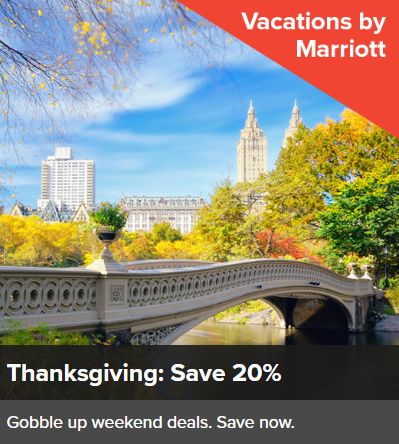 Vacations by
Marriott
Thanksgiving: Save 20%
Gobble up weekend deals. Save now.